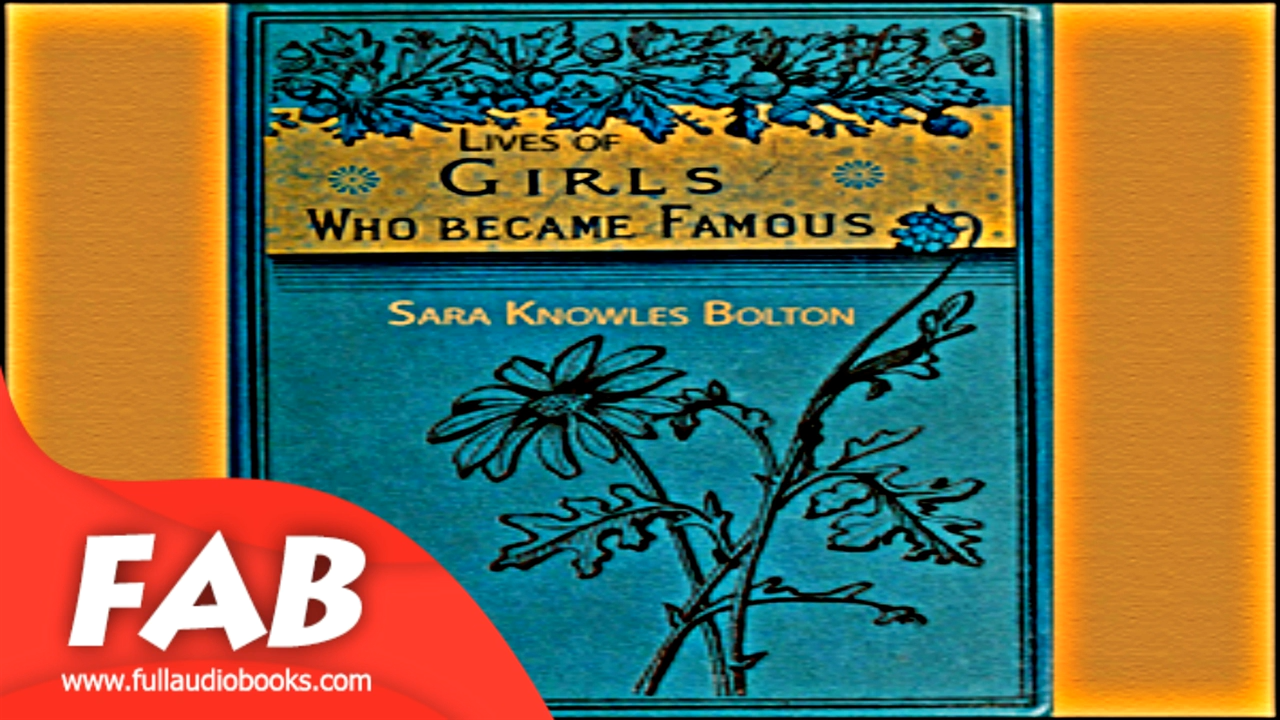 LIVES OF
GIRLS
WHO BECAME FAMOUS
SARA KNOWLES BOLTON
FAB
www.fullaudiobooks.com